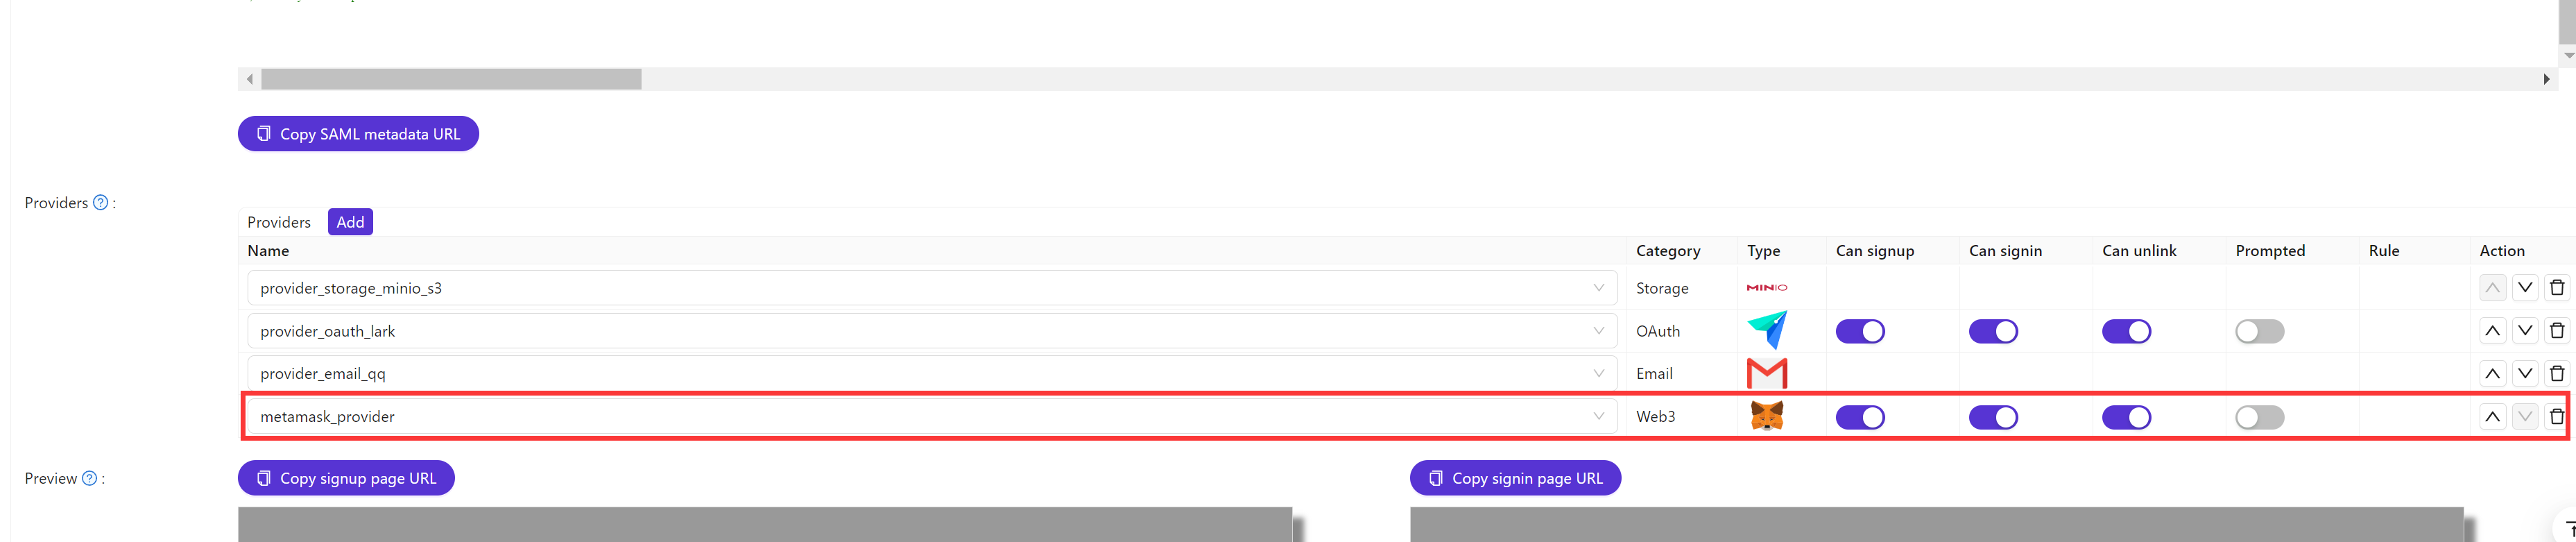 Copy SAML metadata URL
Providers ? :
Providers Add
Name Category Type Can signup Can signin Can unlink Prompted Rule Action
provider_storage_minio_s3 Storage MINIO
provider_oauth_lark OAuth
provider_email_qq Email
metamask_provider Web3
Preview ? : Copy signup page URL Copy signin page URL